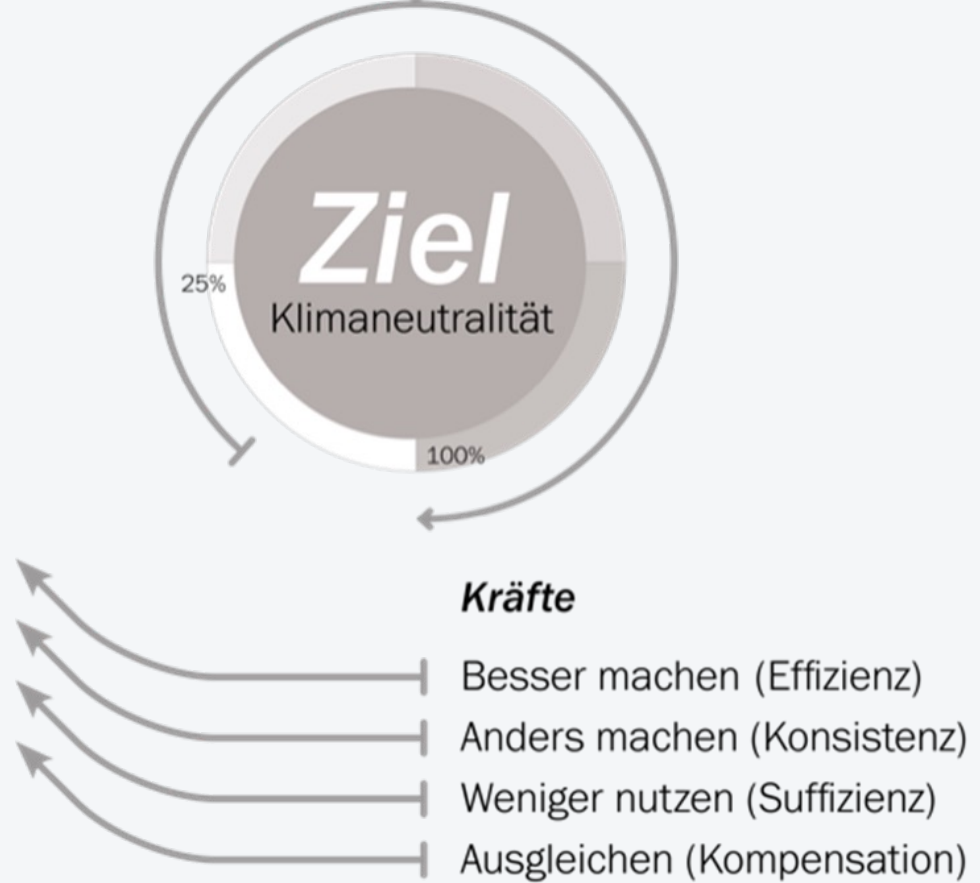 Ziel
Klimaneutralität
25%
100%
Kräfte
Besser machen (Effizienz)
Anders machen (Konsistenz)
Weniger nutzen (Suffizienz)
Ausgleichen (Kompensation)